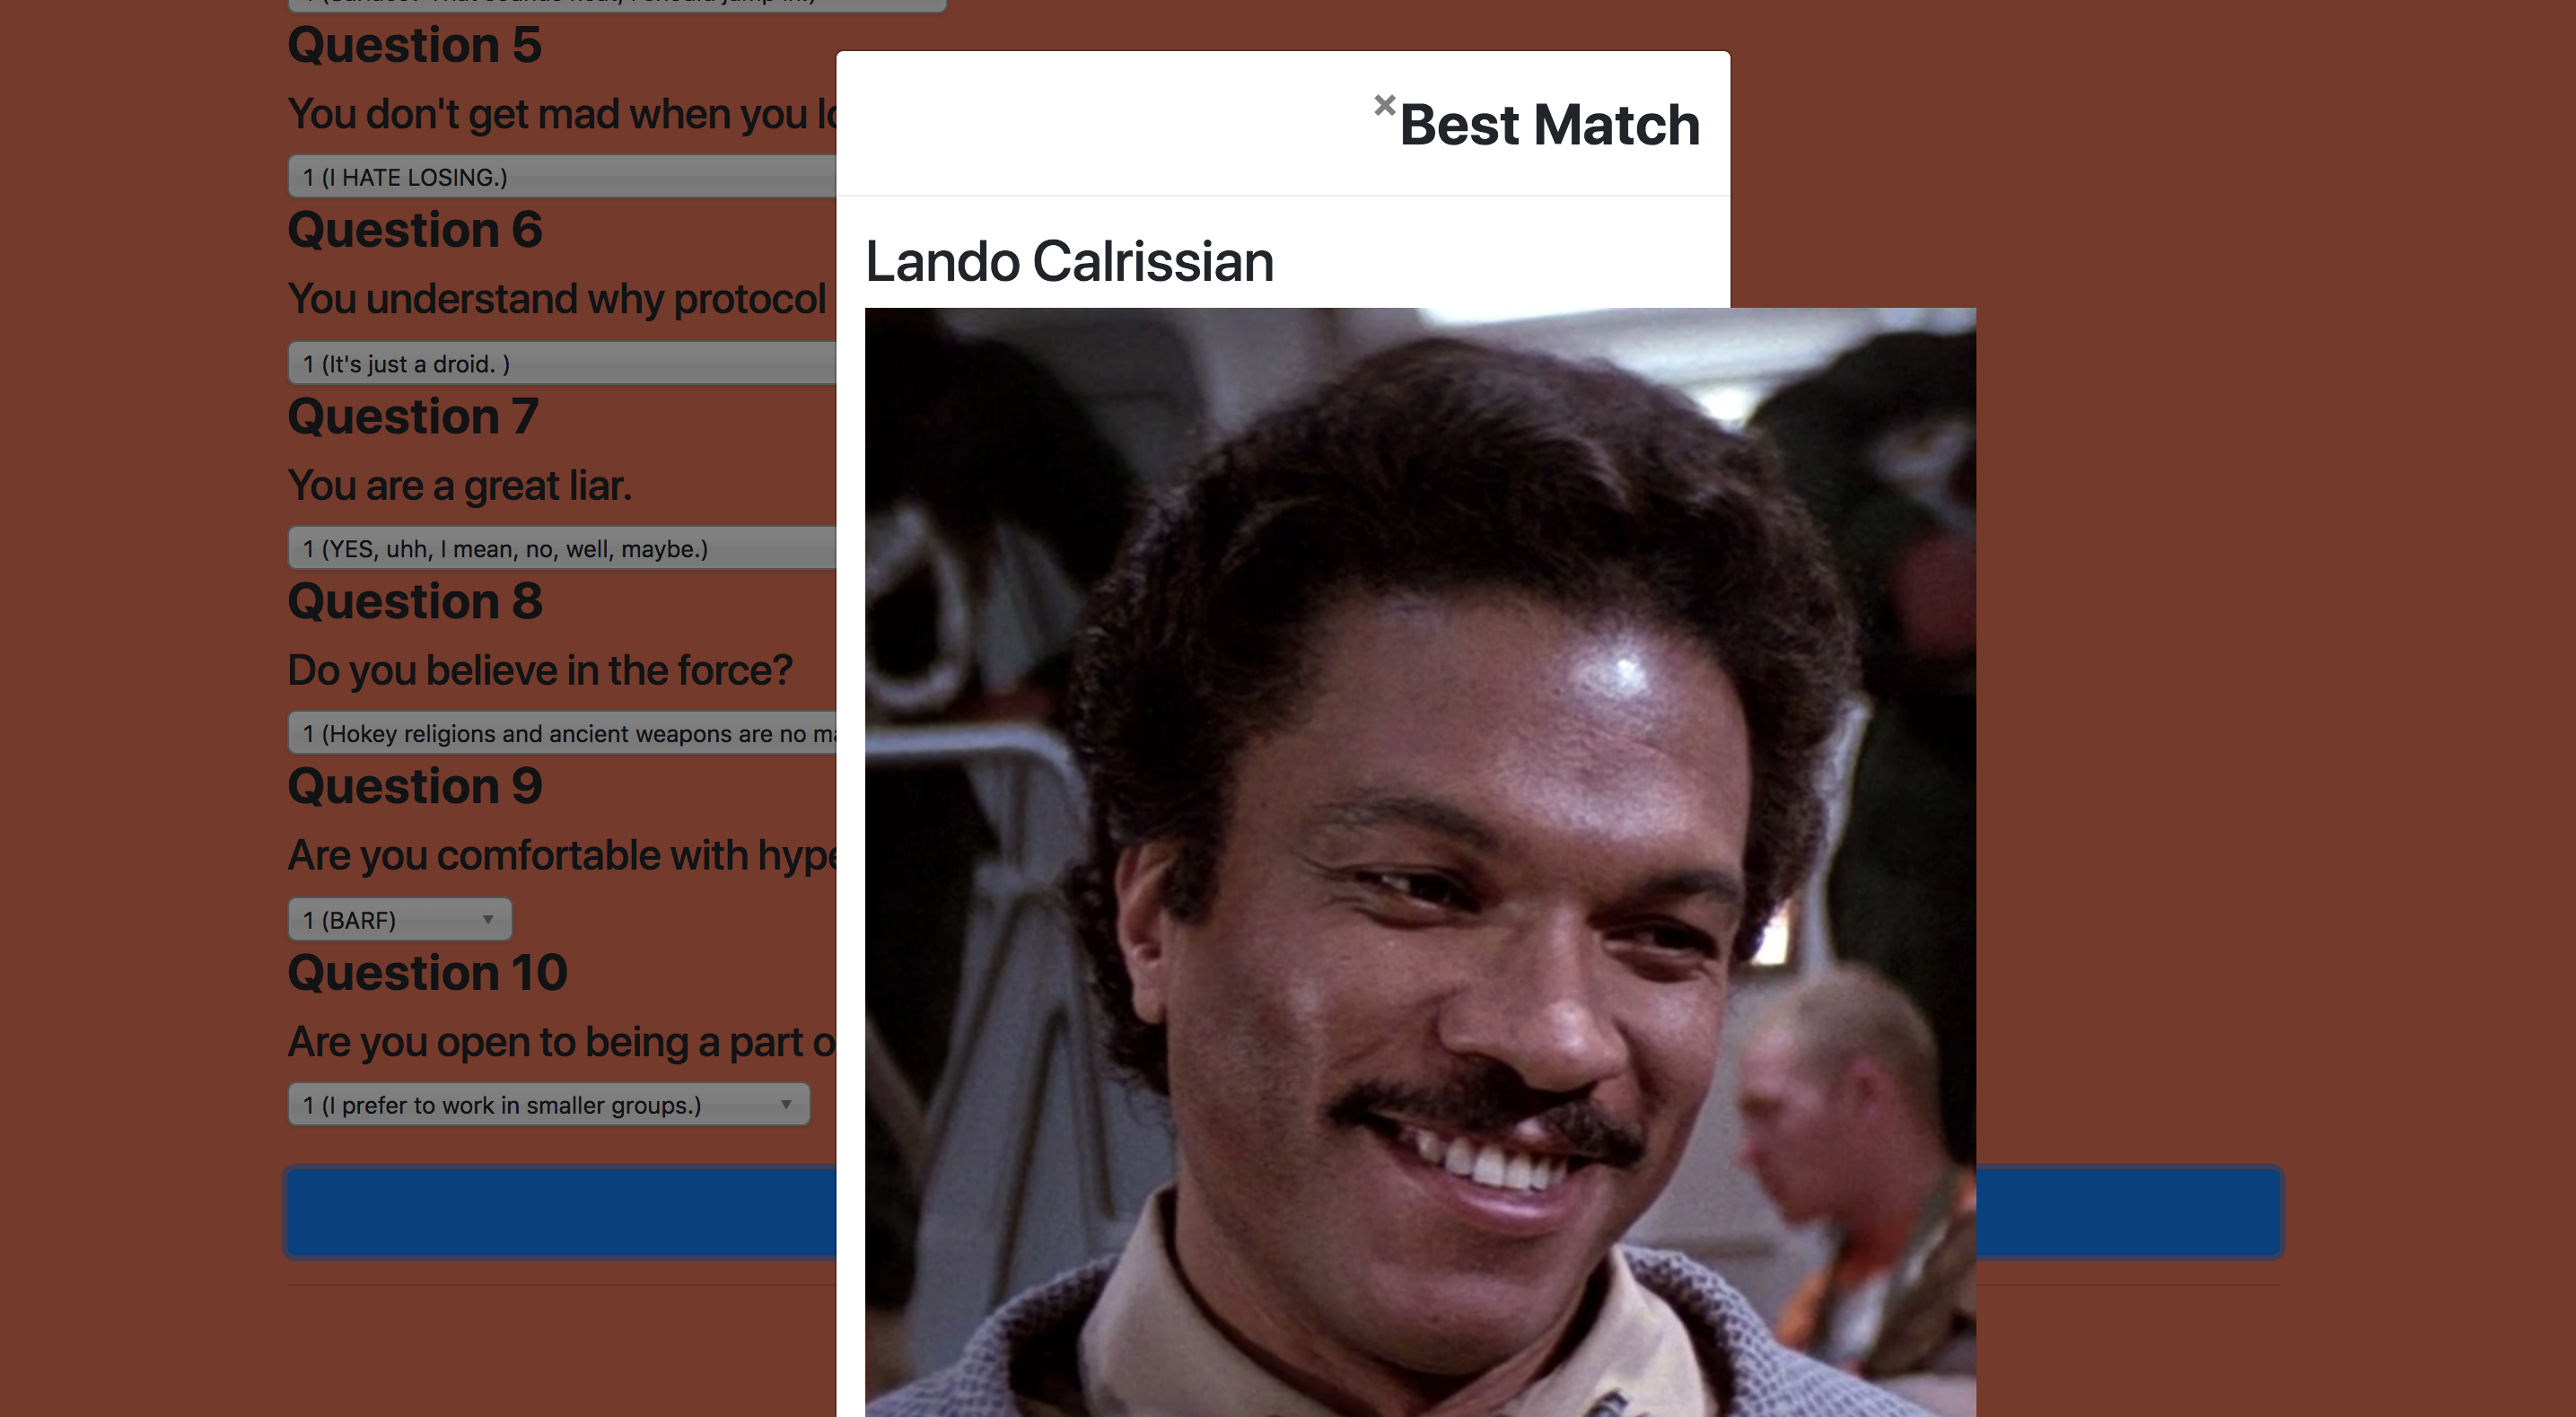 Question 5
You don't get mad when you
1 (I HATE LOSING.)
Question 6
You understand why protocol
1 (It's just a droid. )
Question 7
You are a great liar.
1 (YES, uhh, I mean, no, well, maybe.)
Question 8
Do you believe in the force?
1 (Hokey religions and ancient weapons are no
Question 9
Are you comfortable with
1 (BARF)
Question 10
Are you open to being a part
1 (I prefer to work in smaller groups.)
×Best Match
Lando Calrissian